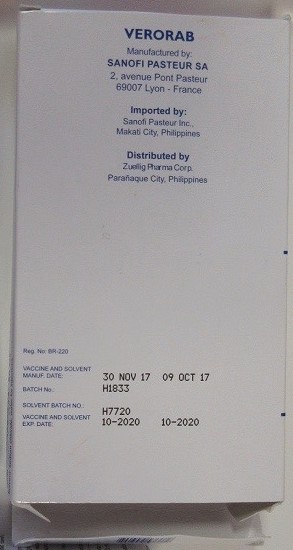 VERORAB
Manufactured by:
SANOFI PASTEUR SA
2, avenue Pont Pasteur
69007 Lyon - France
Imported by:
Sanofi Pasteur Inc.,
Makati City, Philippines
Distributed by
Zuellig Pharma Corp.
Parañaque City, Philippines
Reg. No: BR-220
VACCINE AND SOLVENT
MANUF. DATE: 30 NOV 17 09 OCT 17
BATCH No.: H1833
SOLVENT BATCH NO.: H7720
VACCINE AND SOLVENT
EXP. DATE: 10-2020 10-2020